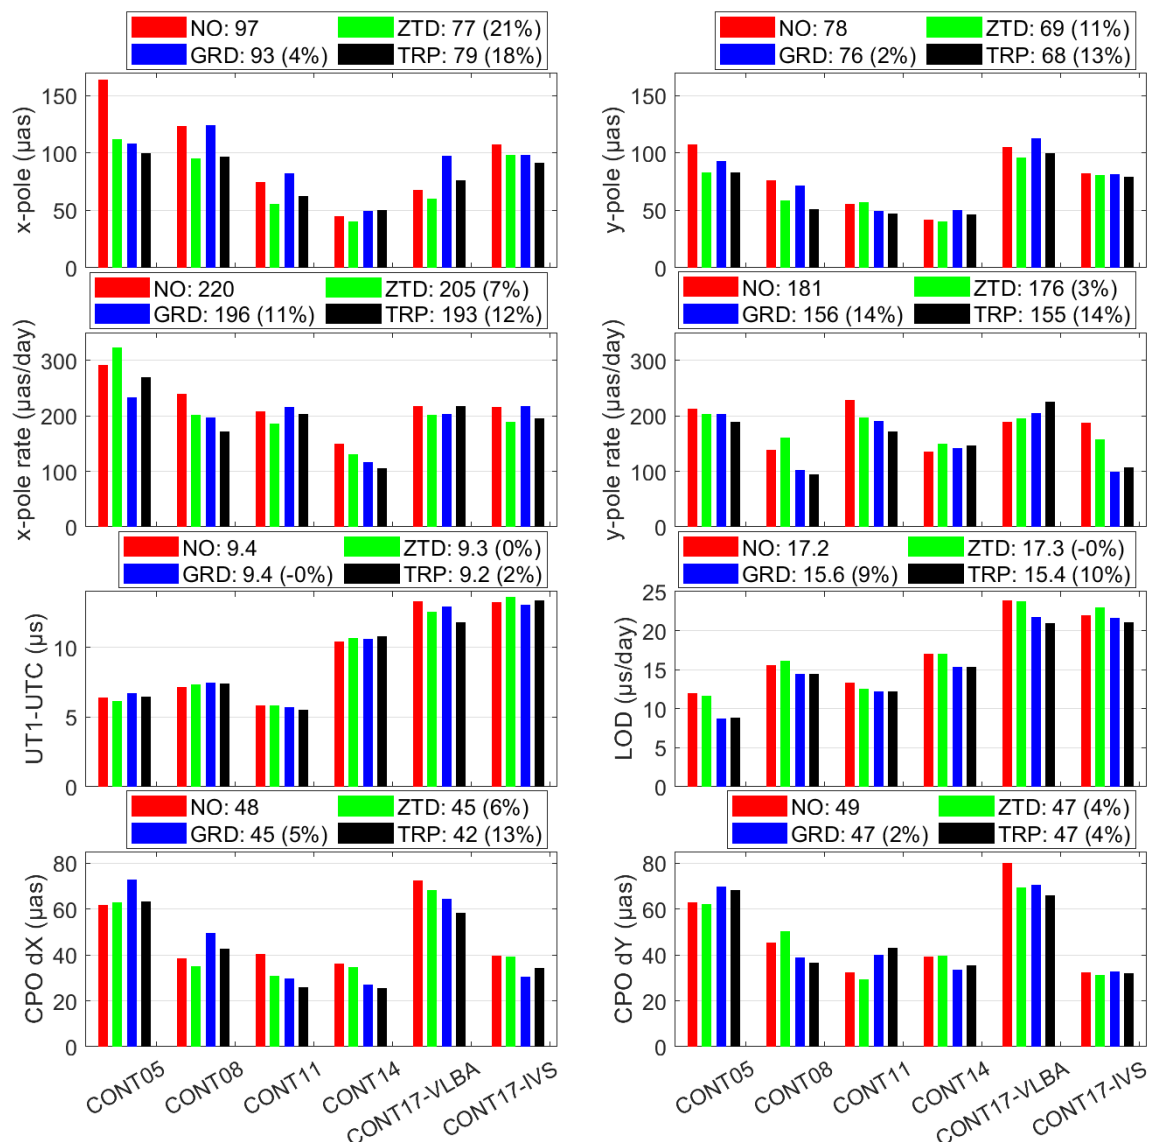 NO: 97 ZTD: 77 (21%)
GRD: 93 (4%) TRP: 79 (18%)
x-pole (μas)
150
100
50
0
NO: 78 ZTD: 69 (11%)
GRD: 76 (2%) TRP: 68 (13%)
y-pole (μas)
150
100
50
0
NO: 220 ZTD: 205 (7%)
GRD: 196 (11%) TRP: 193 (12%)
x-pole rate (μas/day)
300
200
100
0
NO: 181 ZTD: 176 (3%)
GRD: 156 (14%) TRP: 155 (14%)
y-pole rate (μas/day)
300
200
100
0
NO: 9.4 ZTD: 9.3 (0%)
GRD: 9.4 (-0%) TRP: 9.2 (2%)
UT1-UTC (μs)
10
5
0
NO: 17.2 ZTD: 17.3 (-0%)
GRD: 15.6 (9%) TRP: 15.4 (10%)
LOD (μs/day)
25
20
15
10
5
0
NO: 48 ZTD: 45 (6%)
GRD: 45 (5%) TRP: 42 (13%)
CPO dX (μas)
80
60
40
20
0
CONT05
CONT08
CONT11
CONT14
CONT17-VLBA
CONT17-IVS
NO: 49 ZTD: 47 (4%)
GRD: 47 (2%) TRP: 47 (4%)
CPO dY (μas)
80
60
40
20
0
CONT05
CONT08
CONT11
CONT14
CONT17-VLBA
CONT17-IVS